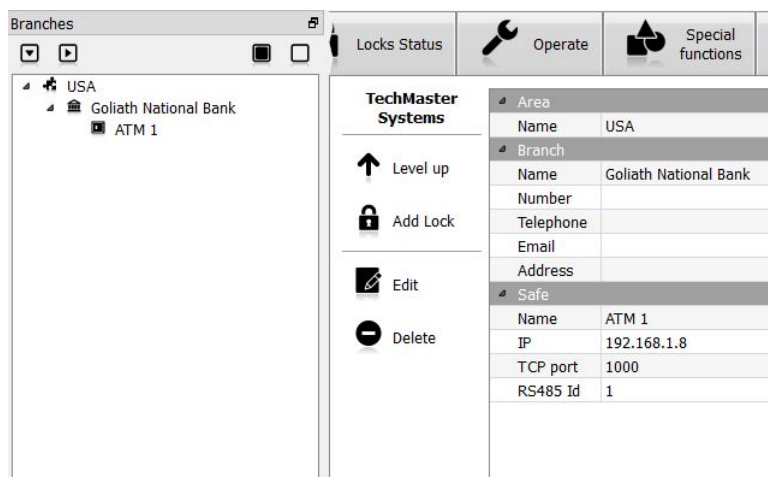 Branches
USA
Goliath National Bank
ATM 1
Locks Status
Operate
Special
functions
TechMaster
Systems
Level up
Add Lock
Edit
Delete
Area
Name USA
Branch
Name Goliath National Bank
Number
Telephone
Email
Address
Safe
Name ATM 1
IP 192.168.1.8
TCP port 1000
RS485 Id 1